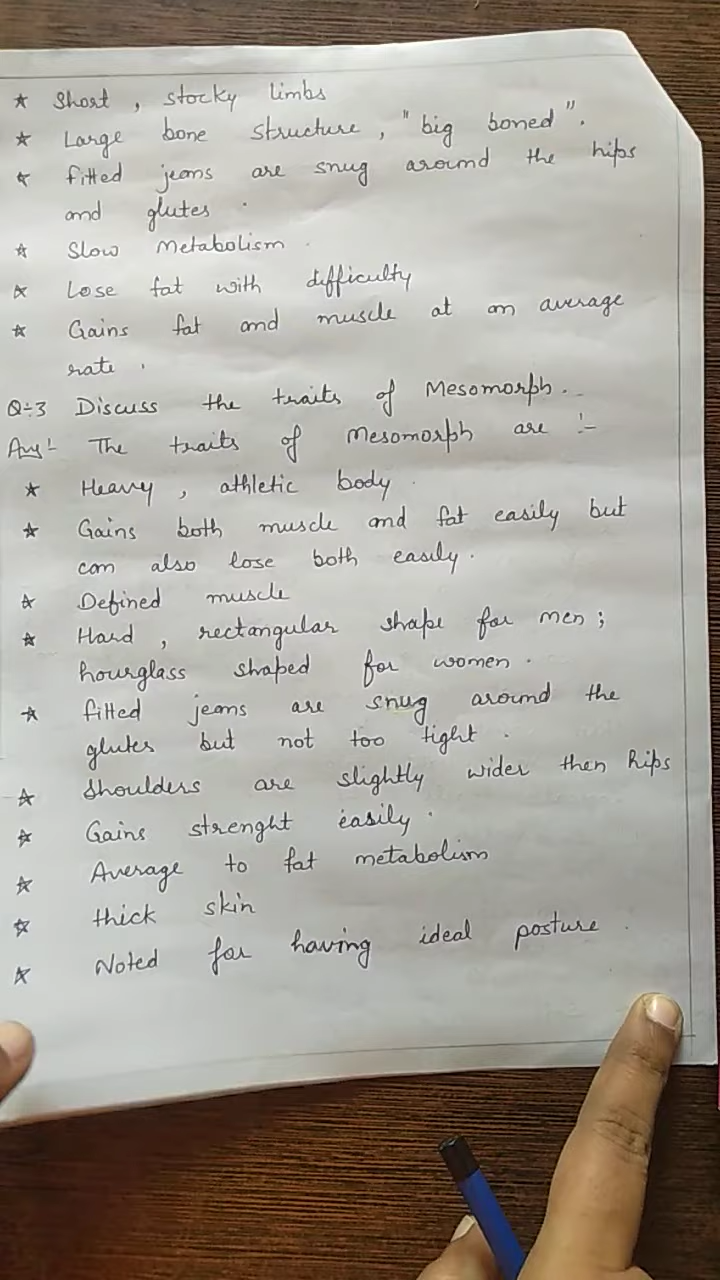 ★ Short , stocky limbs
★ Large bone structure , "big boned".
★ fitted jeans are snug around the hips
and glutes .
★ Slow Metabolism .
★ Lose fat with difficulty
★ Gains fat and muscle at an average
rate .
Q÷3 Discuss the traits of Mesomorph .
Ans:- The traits of Mesomorph are :-
★ Heavy , athletic body .
★ Gains both muscle and fat easily but
can also lose both easily .
★ Defined muscle
★ Hard , rectangular shape for men ;
hourglass shaped for women .
★ fitted jeans are snug around the
glutes but not too tight .
★ Shoulders are slightly wider then hips
★ Gains strenght easily .
★ Average to fat metabolism
★ thick skin
★ Noted for having ideal posture .